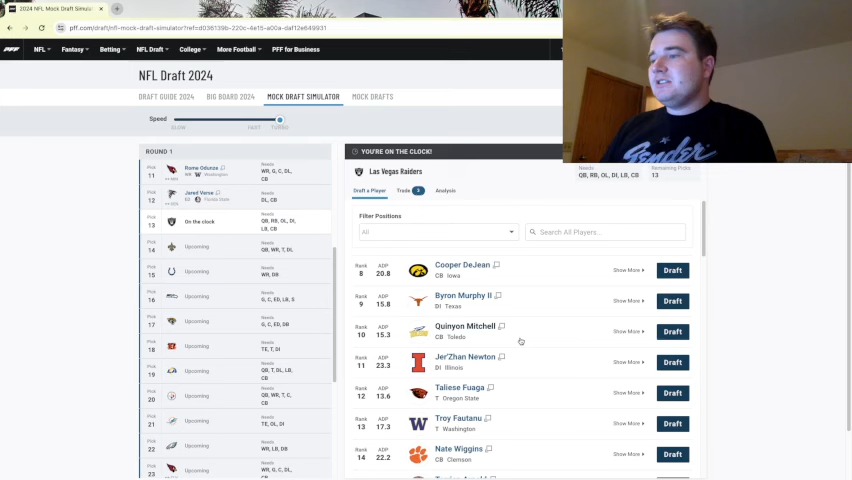 2024 NFL Mock Draft Simula
pff.com/draft/nfl-mock-draft-simulator?ref=d036139b-220c-4e15-a00a-daf12e649931
PFF NFL Fantasy Betting NFL Draft College More Football PFF for Business
NFL Draft 2024
DRAFT GUIDE 2024 BIG BOARD 2024 MOCK DRAFT SIMULATOR MOCK DRAFTS
Speed
SLOW FAST TURBO
ROUND 1
Pick 11 Rome Odunze WR Washington Needs WR, G, C, DL, CB
Pick 12 Jared Verse ED Florida State Needs DL, CB
Pick 13 On the clock Needs QB, RB, OL, DI, LB, CB
Pick 14 Upcoming Needs QB, WR, T, DL
Pick 15 Upcoming Needs WR, DB
Pick 16 Upcoming Needs G, C, ED, LB, S
Pick 17 Upcoming Needs G, C, ED, DB
Pick 18 Upcoming Needs TE, T, DI
Pick 19 Upcoming Needs QB, T, DL, LB, CB
Pick 20 Upcoming Needs QB, WR, T, C, CB
Pick 21 Upcoming Needs TE, OL, DI
Pick 22 Upcoming Needs WR, LB, DB
Pick 23 Needs WR, G, C, DL, CB
YOU'RE ON THE CLOCK!
Las Vegas Raiders
Needs
QB, RB, OL, DI, LB, CB
Remaining Picks
13
Draft a Player Trade 3 Analysis
Filter Positions
All
Search All Players...
Rank 8 ADP 20.8 Cooper DeJean CB Iowa Show More Draft
Rank 9 ADP 15.8 Byron Murphy II DI Texas Show More Draft
Rank 10 ADP 15.3 Quinyon Mitchell CB Toledo Show More Draft
Rank 11 ADP 23.3 Jer'Zhan Newton DI Illinois Show More Draft
Rank 12 ADP 13.6 Taliese Fuaga T Oregon State Show More Draft
Rank 13 ADP 17.3 Troy Fautanu T Washington Show More Draft
Rank 14 ADP 22.2 Nate Wiggins CB Clemson Show More Draft
Fender